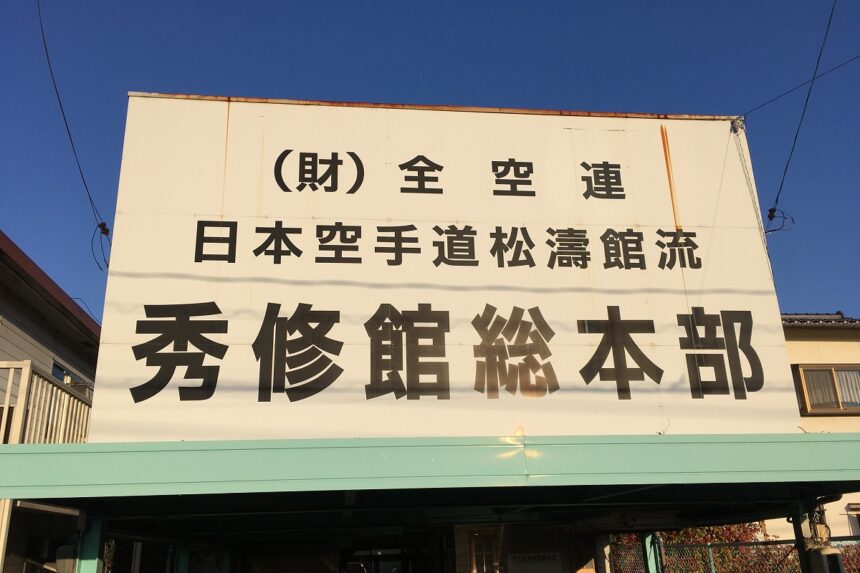 （財）全空連
日本空手道松濤館流
秀修館総本部